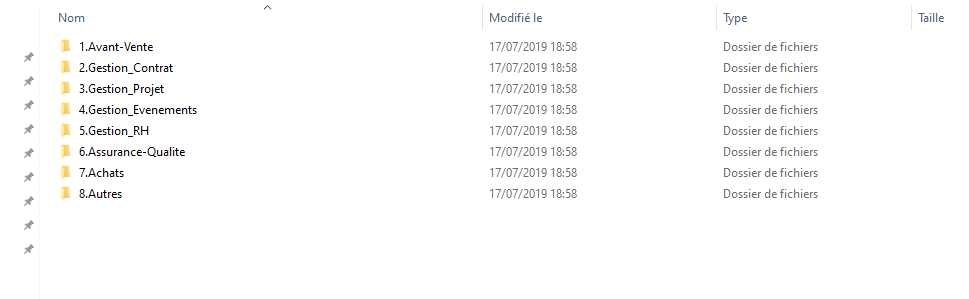 Nom Modifié le Type Taille
1.Avant-Vente 17/07/2019 18:58 Dossier de fichiers
2.Gestion_Contrat 17/07/2019 18:58 Dossier de fichiers
3.Gestion_Projet 17/07/2019 18:58 Dossier de fichiers
4.Gestion_Evenements 17/07/2019 18:58 Dossier de fichiers
5.Gestion_RH 17/07/2019 18:58 Dossier de fichiers
6.Assurance-Qualite 17/07/2019 18:58 Dossier de fichiers
7.Achats 17/07/2019 18:58 Dossier de fichiers
8.Autres 17/07/2019 18:58 Dossier de fichiers